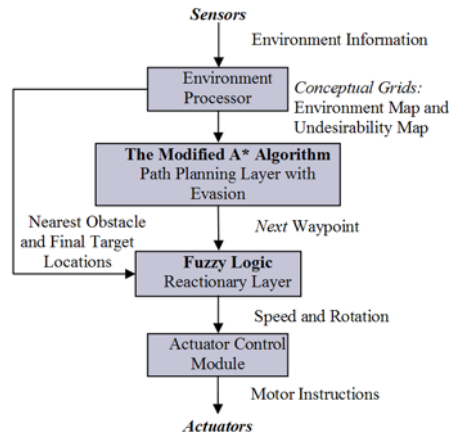 Sensors
Environment Information
Environment
Processor
Conceptual Grids:
Environment Map and
Undesirability Map
The Modified A* Algorithm
Path Planning Layer with
Evasion
Nearest Obstacle
and Final Target
Locations
Next Waypoint
Fuzzy Logic
Reactionary Layer
Speed and Rotation
Actuator Control
Module
Motor Instructions
Actuators